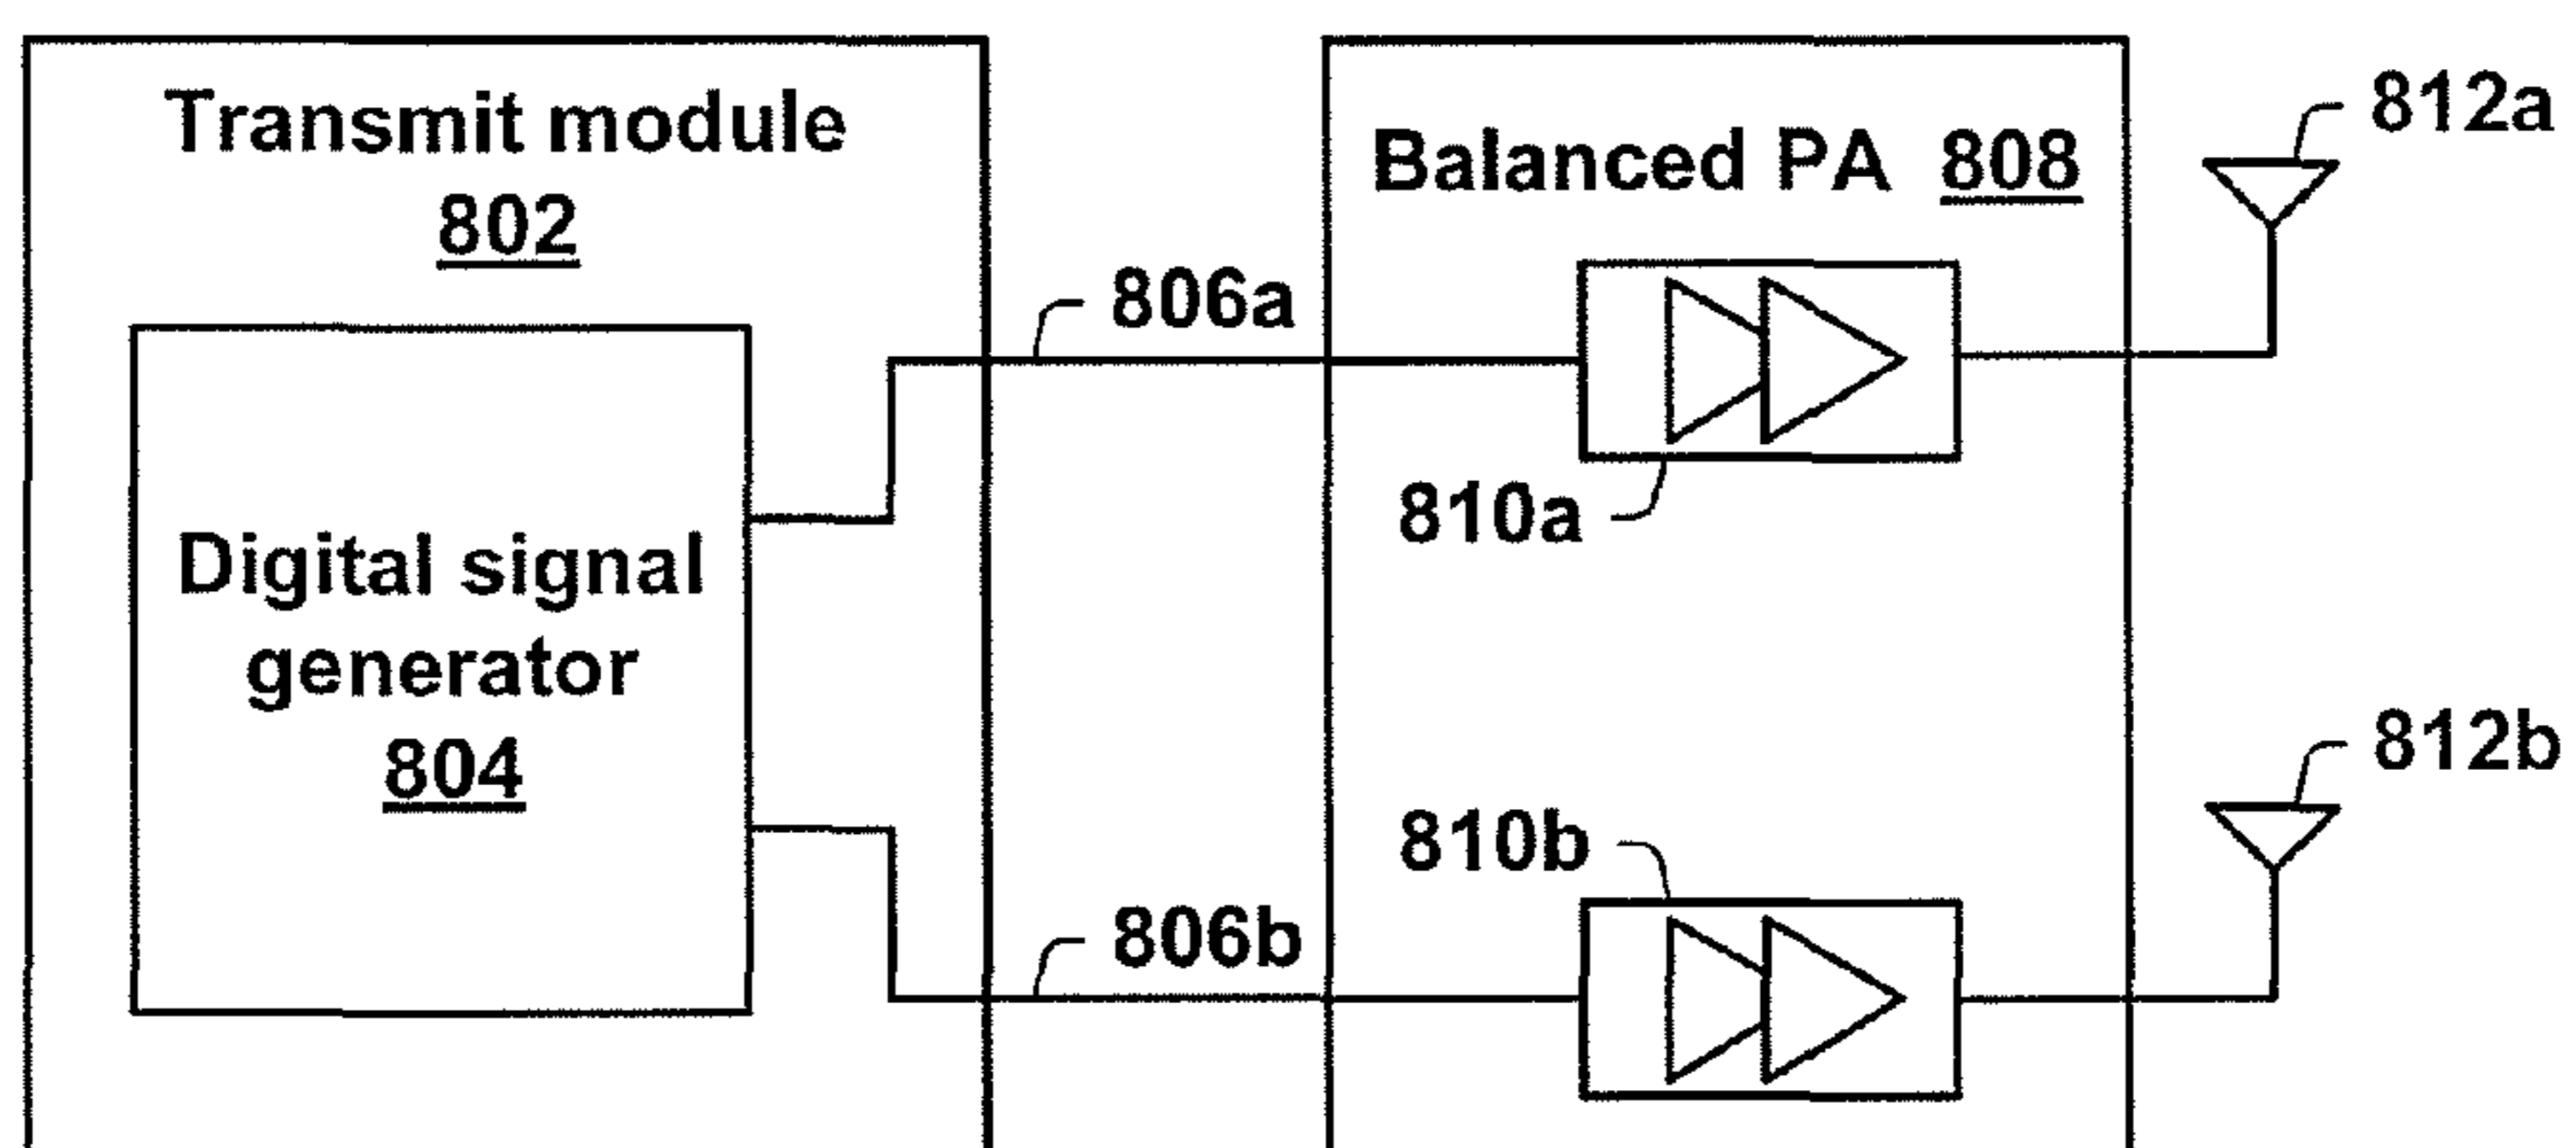 Transmit module
802
Digital signal
generator
804
806a
806b
Balanced PA 808
810a
810b
812a
812b